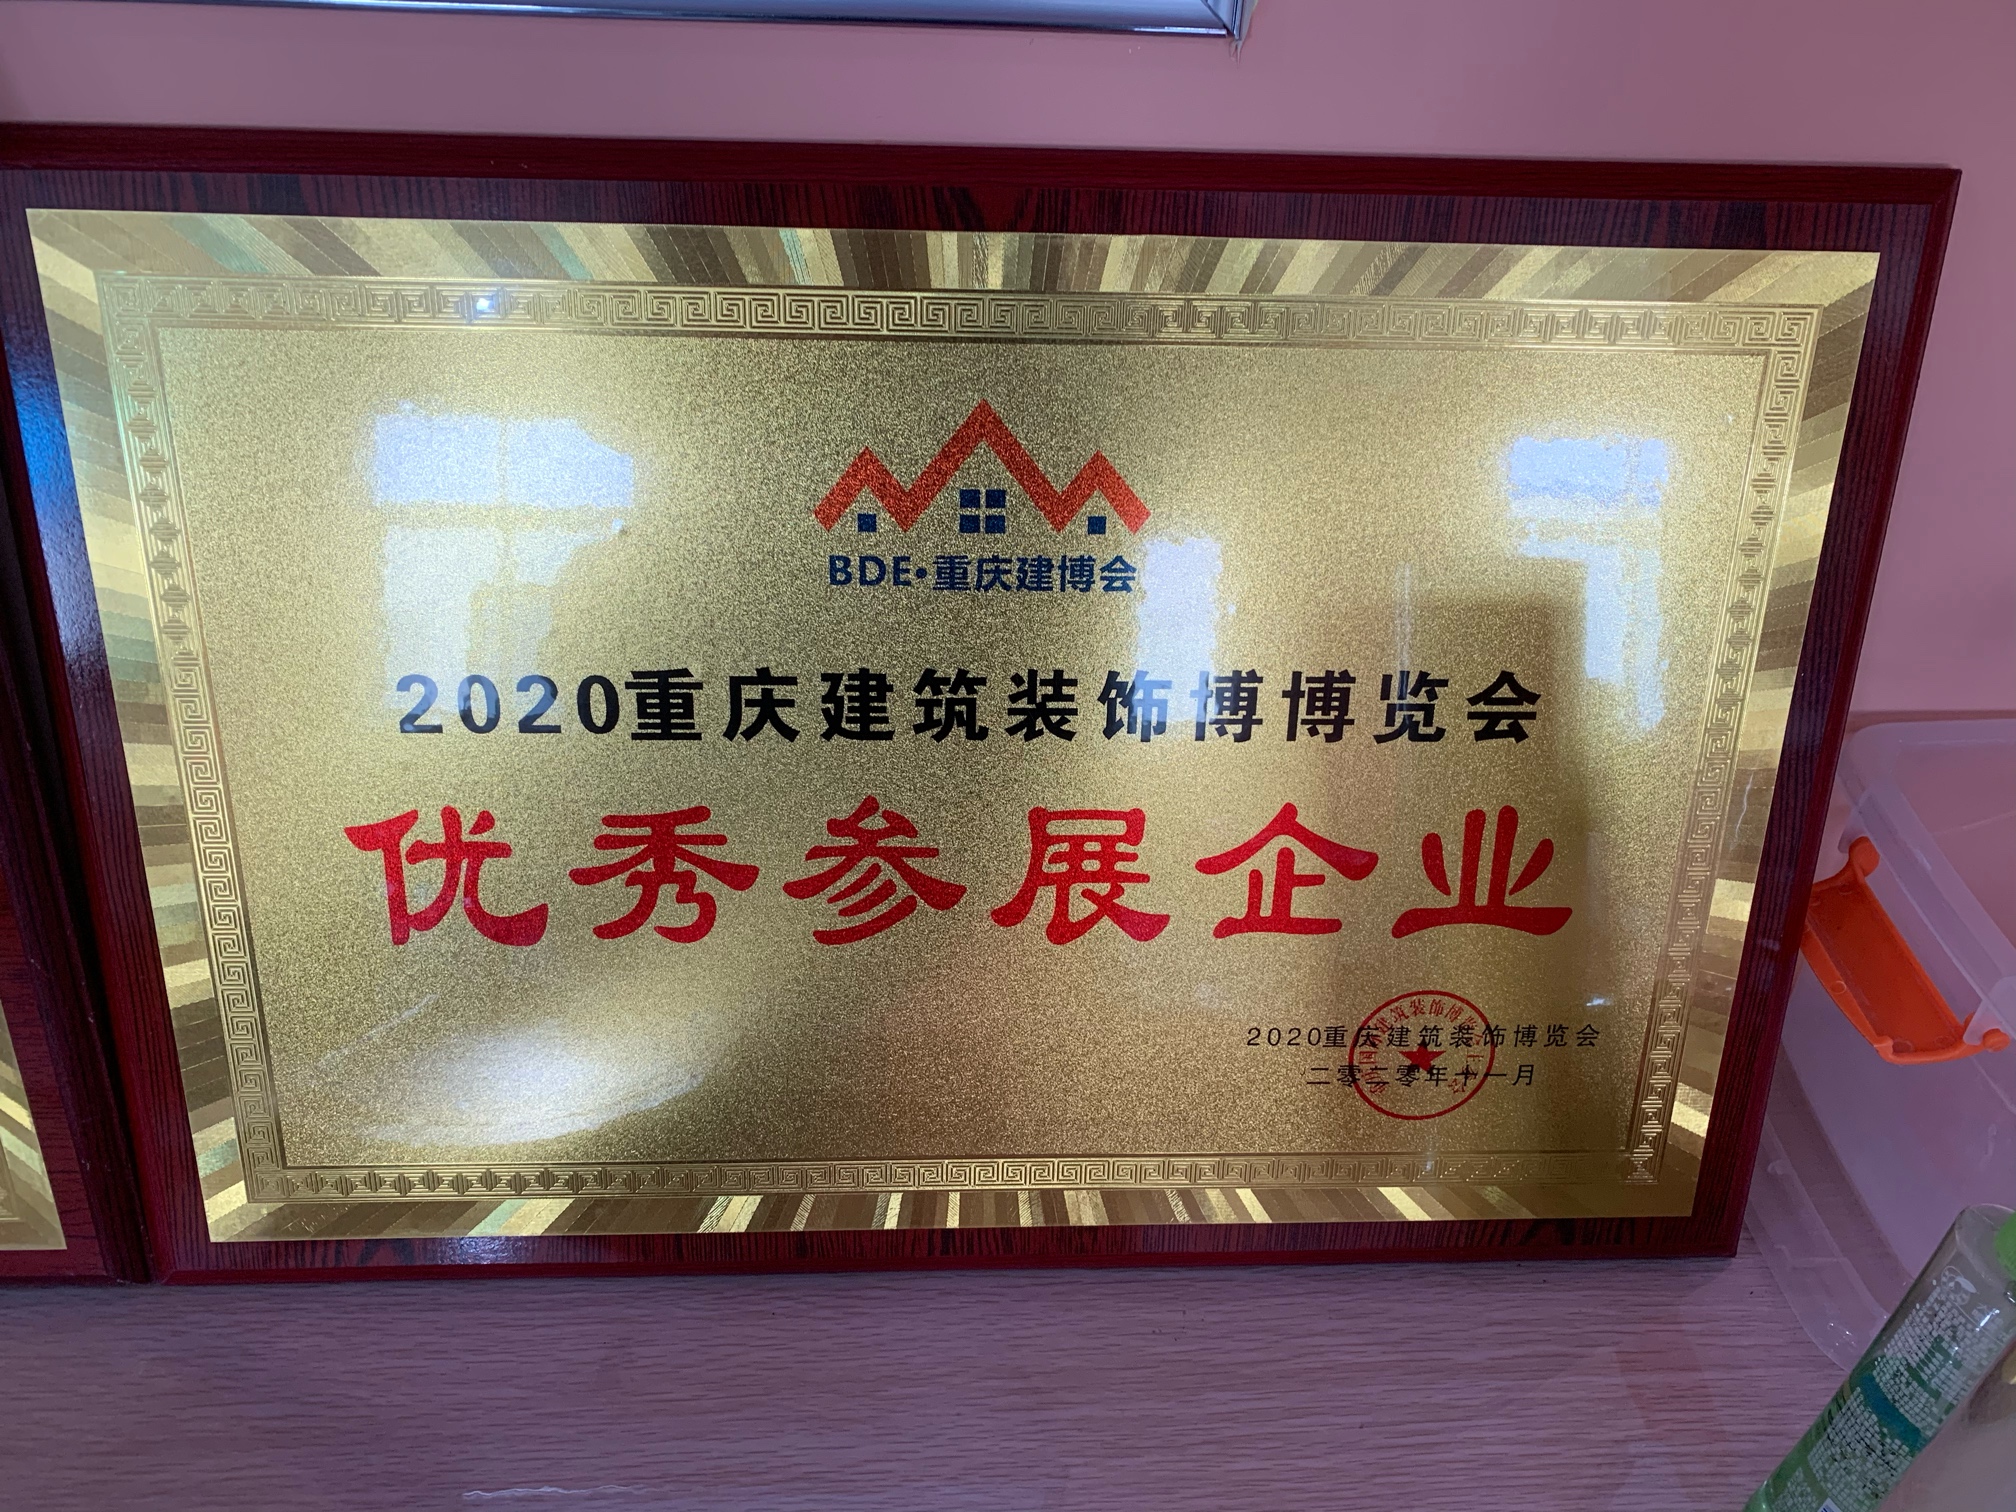 BDE·重庆建博会
2020重庆建筑装饰博博览会
优秀参展企业
2020重庆建筑装饰博览会
二零二零年十一月